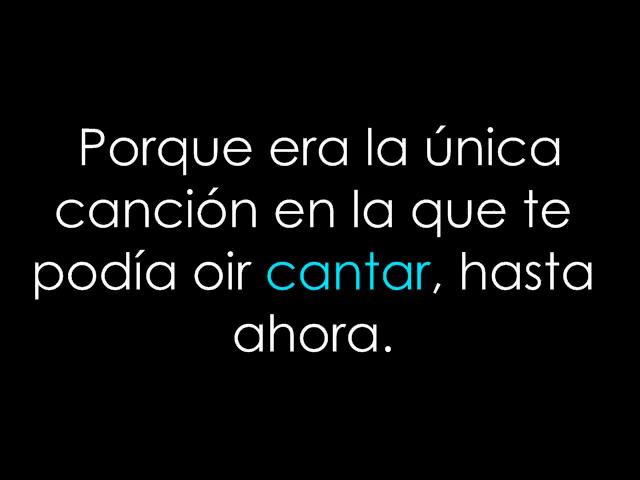 Porque era la única
canción en la que te
podía oir cantar, hasta
ahora.